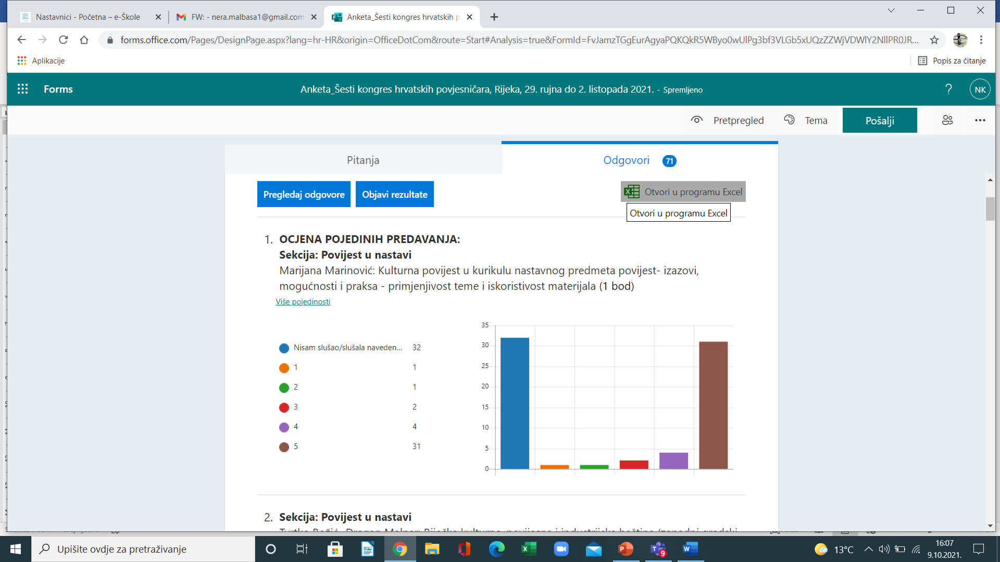 Nastavnici - Početna – e-Škole
FW: - nera.malbasa1@gmail.com
Anketa_Šesti kongres hrvatskih p
forms.office.com/Pages/DesignPage.aspx?lang=hr-HR&origin=OfficeDotCom&route=Start#Analysis=true&FormId=FvJamzTGgEurAgyaPQKQkR5WByo0wUlPg3bf3VLGb5xUQzZZWjVDWlY2NllPR0JR...
Aplikacije
Popis za čitanje
Forms
Anketa_Šesti kongres hrvatskih povjesničara, Rijeka, 29. rujna do 2. listopada 2021. - Spremljeno
?
NK
Pretpregled
Tema
Pošalji
Pitanja
Odgovori 71
Pregledaj odgovore
Objavi rezultate
Otvori u programu Excel
Otvori u programu Excel
1. OCJENA POJEDINIH PREDAVANJA:
Sekcija: Povijest u nastavi
Marijana Marinović: Kulturna povijest u kurikulu nastavnog predmeta povijest- izazovi,
mogućnosti i praksa - primjenjivost teme i iskoristivost materijala (1 bod)
Više pojedinosti
Nisam slušao/slušala naveden... 32
1 1
2 1
3 2
4 4
5 31
35
30
25
20
15
10
5
0
2. Sekcija: Povijest u nastavi
Upišite ovdje za pretraživanje
9
13°C
16:07
9.10.2021.